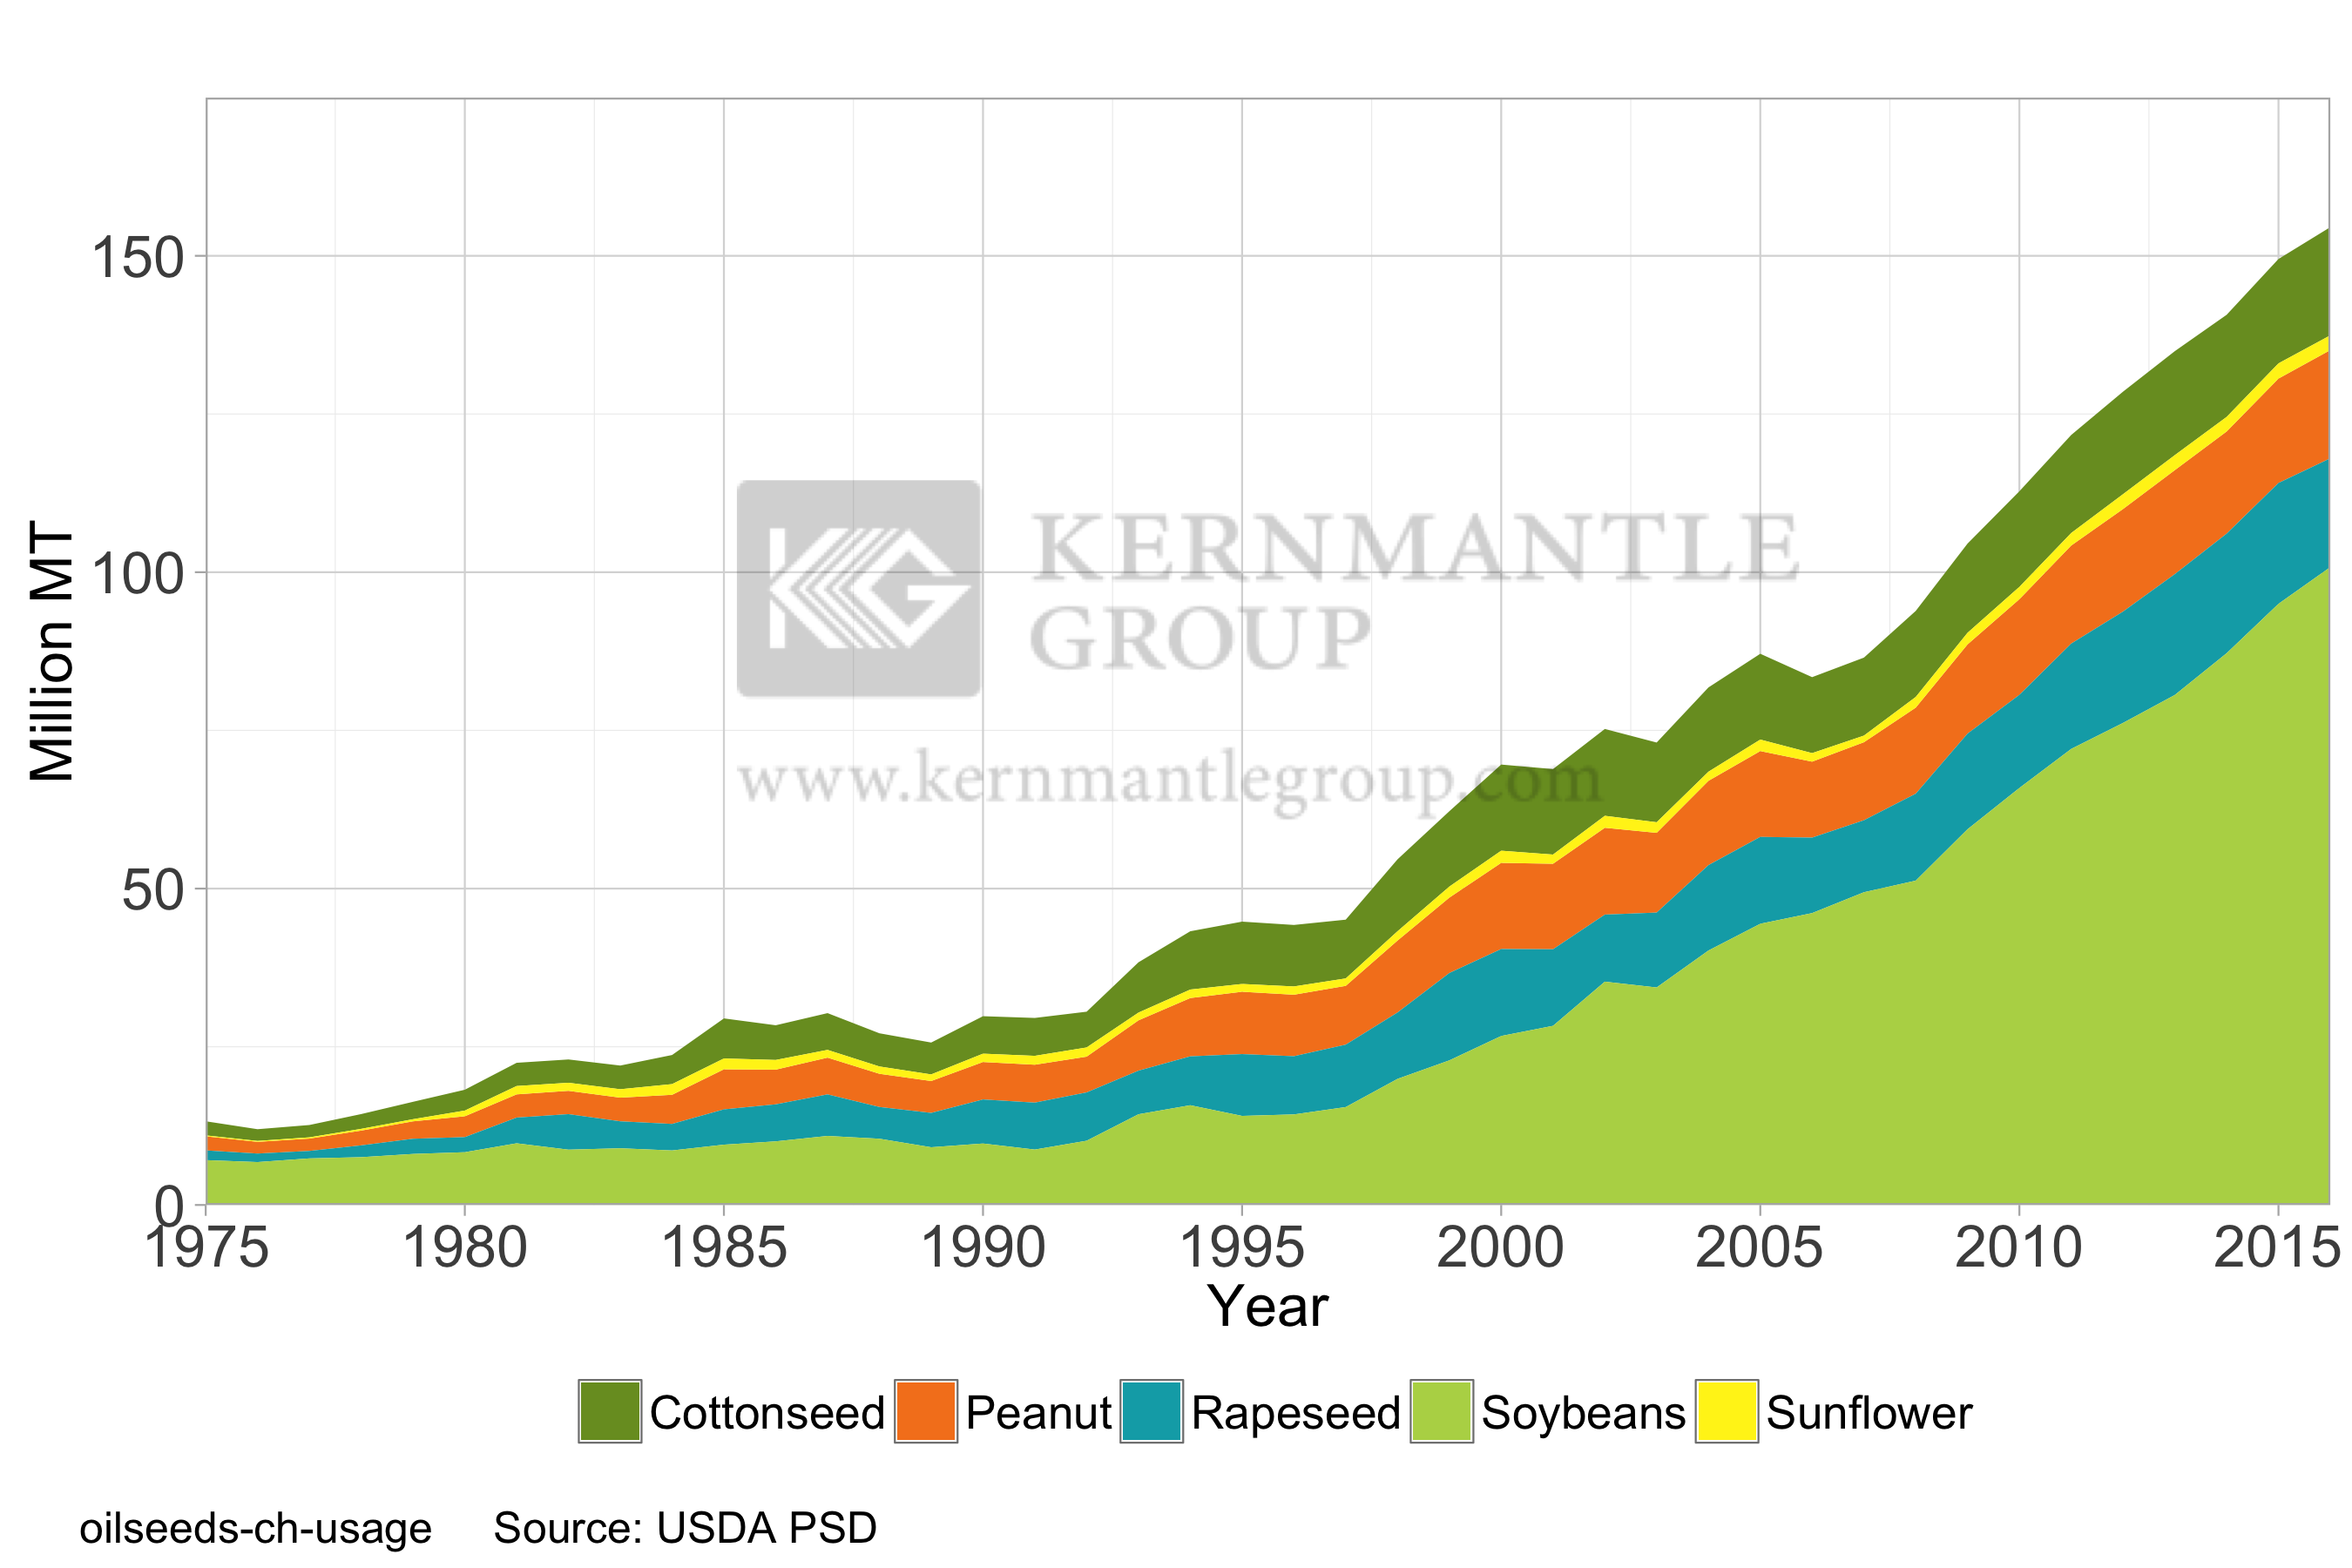 150
100
50
0
Million MT
KERNMANTLE
GROUP
www.kernmantlegroup.com
1975 1980 1985 1990 1995 2000 2005 2010 2015
Year
Cottonseed Peanut Rapeseed Soybeans Sunflower
oilseeds-ch-usage Source: USDA PSD